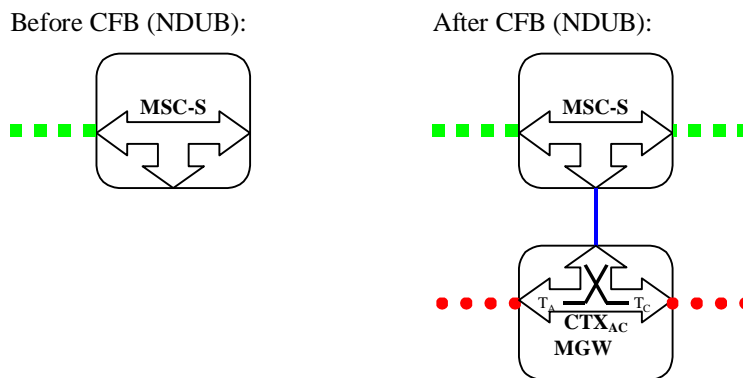 Before CFB (NDUB):
After CFB (NDUB):
MSC-S
MSC-S
TA TC
CTXAC
MGW